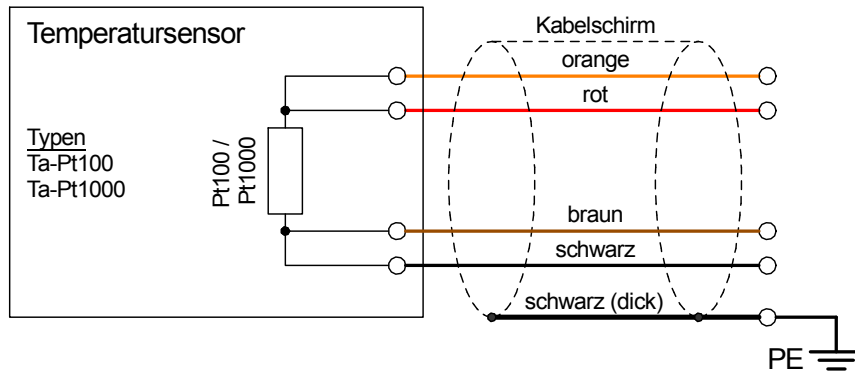 Temperatursensor
Kabelschirm
orange
rot
Typen
Ta-Pt100
Ta-Pt1000
Pt100 /
Pt1000
braun
schwarz
schwarz (dick)
PE